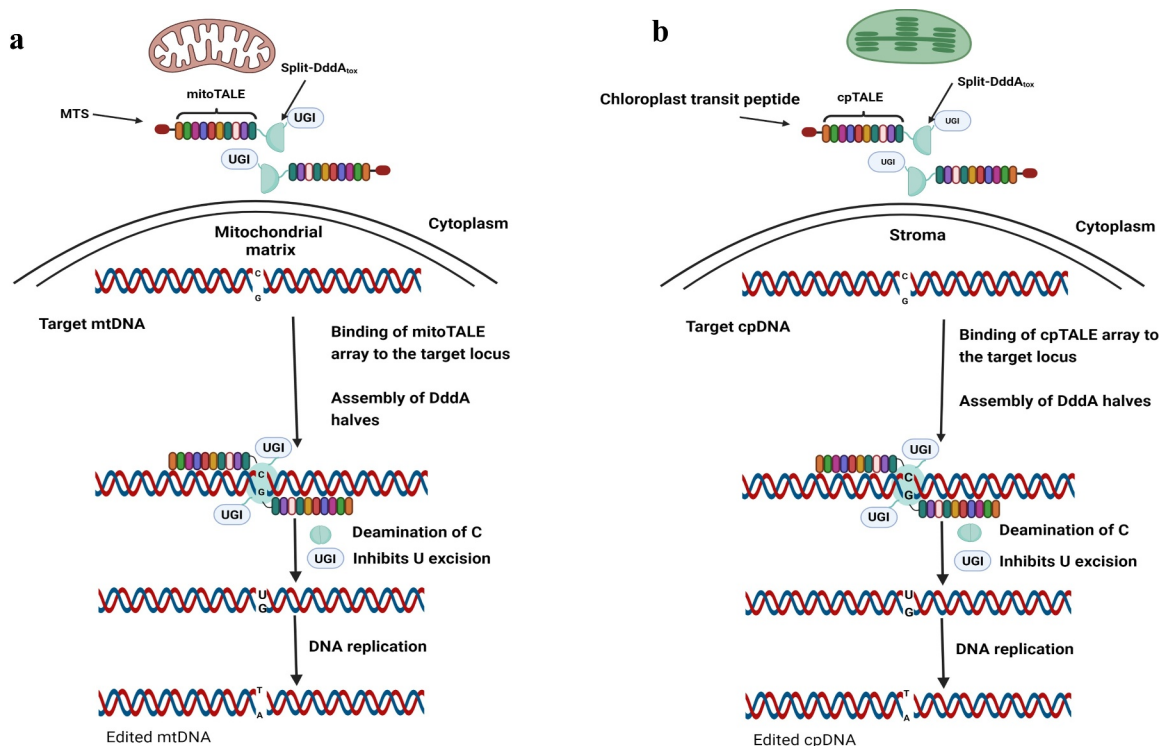 a
Split-DddAtox
mitoTALE
MTS
UGI
UGI
Cytoplasm
Mitochondrial
matrix
C
G
Target mtDNA
Binding of mitoTALE
array to the target locus
Assembly of DddA
halves
UGI
C
G
UGI
Deamination of C
UGI
Inhibits U excision
U
G
DNA replication
T
A
Edited mtDNA
b
Split-DddAtox
cpTALE
Chloroplast transit peptide
UGI
UGI
Cytoplasm
Stroma
C
G
Target cpDNA
Binding of cpTALE array to
the target locus
Assembly of DddA halves
UGI
C
G
UGI
Deamination of C
UGI
Inhibits U excision
U
G
DNA replication
T
A
Edited cpDNA